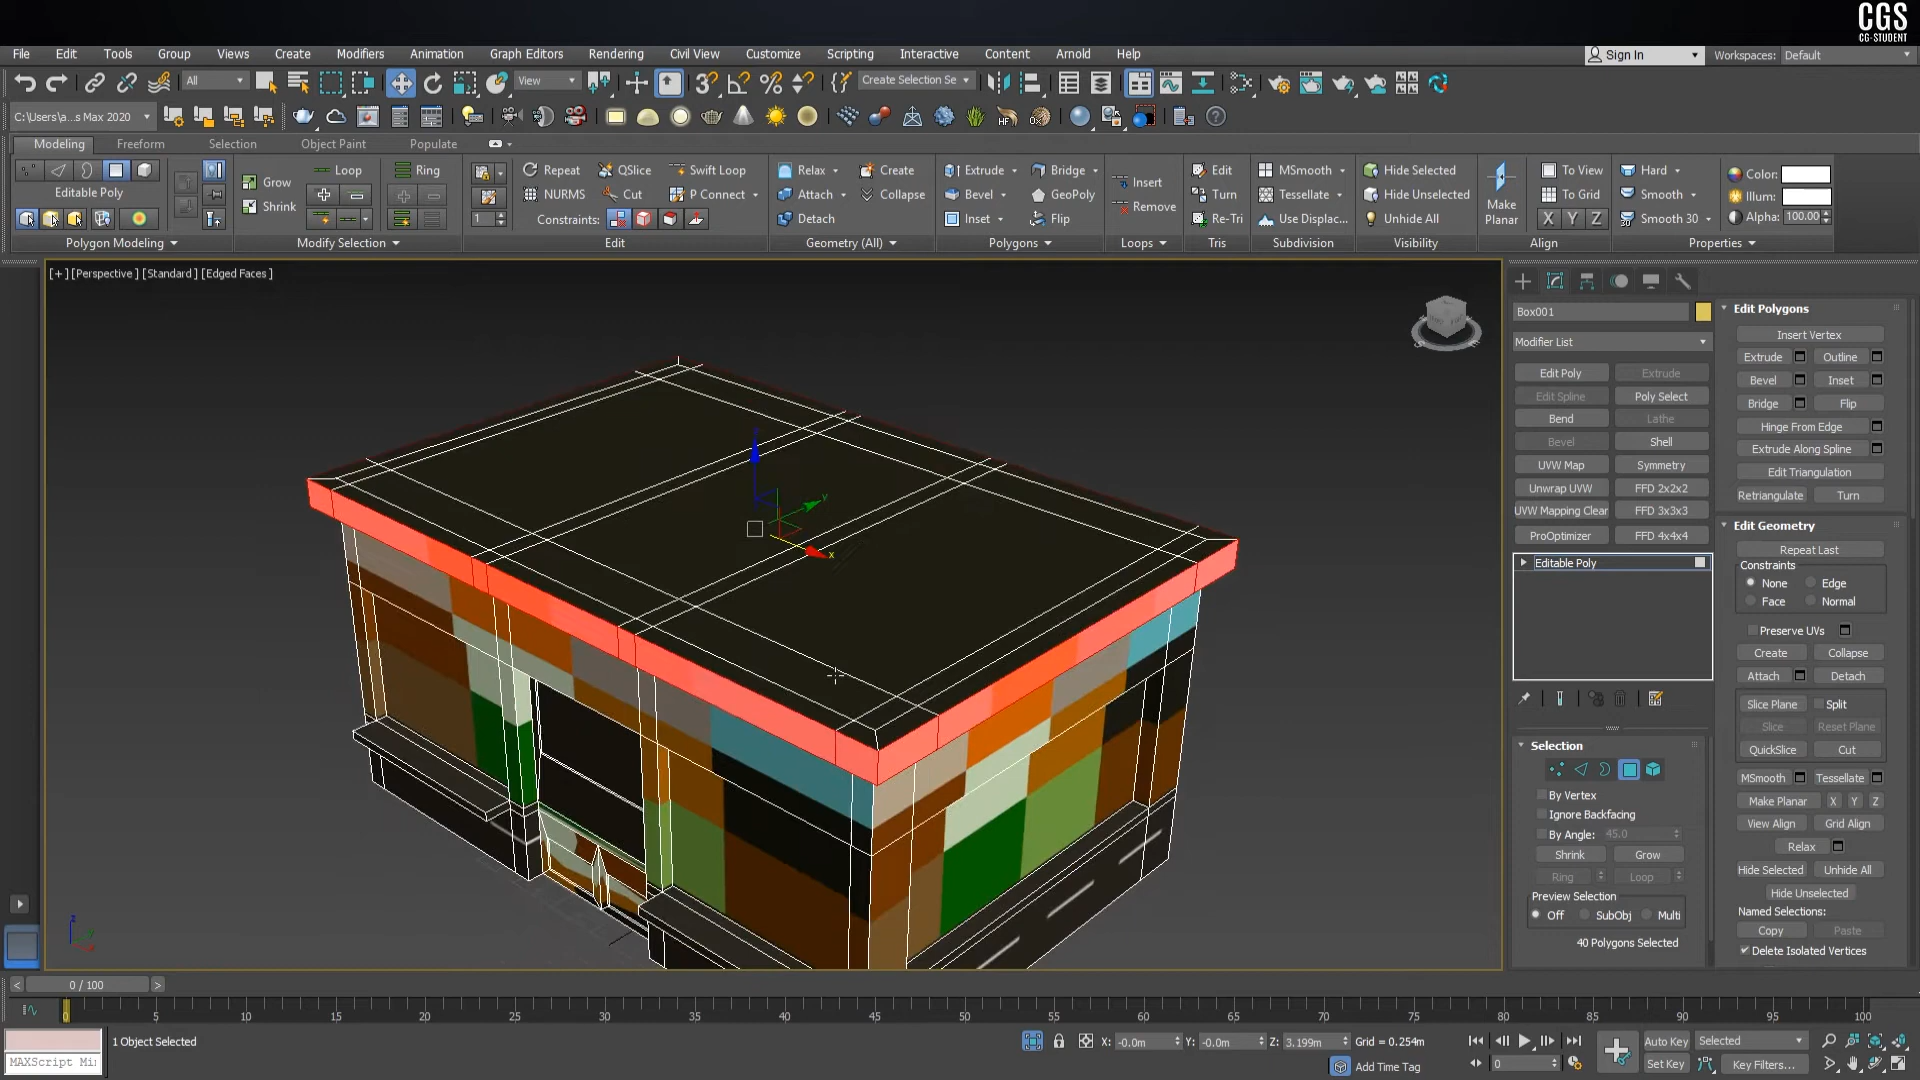 CGS
CG-STUDENT
File Edit Tools Group Views Create Modifiers Animation Graph Editors Rendering Civil View Customize Scripting Interactive Content Arnold Help
Sign In Workspaces: Default
All View Create Selection Se
C:\Users\a...s Max 2020
Modeling Freeform Selection Object Paint Populate
Loop Ring Repeat QSlice Swift Loop Relax Create Extrude Bridge Edit MSmooth Hide Selected To View Hard Color:
Grow Insert
Editable Poly NURMS Cut P Connect Attach Collapse Bevel GeoPoly Turn Tessellate Hide Unselected Make To Grid Smooth Illum:
Shrink Remove Planar
1 Constraints: Detach Inset Flip Re-Tri Use Displac... Unhide All X Y Z Smooth 30 Alpha: 100.00
Polygon Modeling Modify Selection Edit Geometry (All) Polygons Loops Tris Subdivision Visibility Align Properties
[+] [Perspective] [Standard] [Edged Faces]
Box001
Modifier List
Edit Poly Extrude
Edit Spline Poly Select
Bend Lathe
Bevel Shell
UVW Map Symmetry
Unwrap UVW FFD 2x2x2
UVW Mapping Clear FFD 3x3x3
ProOptimizer FFD 4x4x4
Editable Poly
Selection
By Vertex
Ignore Backfacing
By Angle: 45.0
Shrink Grow
Ring Loop
Preview Selection
Off SubObj Multi
40 Polygons Selected
Edit Polygons
Insert Vertex
Extrude Outline
Bevel Inset
Bridge Flip
Hinge From Edge
Extrude Along Spline
Edit Triangulation
Retriangulate Turn
Edit Geometry
Repeat Last
Constraints
None Edge
Face Normal
Preserve UVs
Create Collapse
Attach Detach
Slice Plane Split
Slice Reset Plane
QuickSlice Cut
MSmooth Tessellate
Make Planar X Y Z
View Align Grid Align
Relax
Hide Selected Unhide All
Hide Unselected
Named Selections:
Copy Paste
Delete Isolated Vertices
z
y
x
0 / 100
0 5 10 15 20 25 30 35 40 45 50 55 60 65 70 75 80 85 90 95 100
1 Object Selected X: -0.0m Y: -0.0m Z: 3.199m Grid = 0.254m Auto Key Selected
MAXScript Mi Add Time Tag 0 Set Key Key Filters...